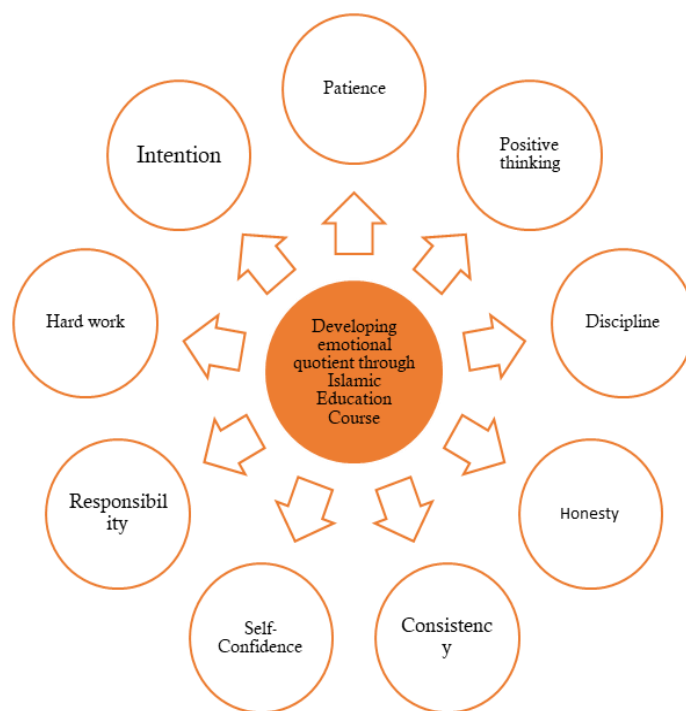 Patience
Positive
thinking
Discipline
Honesty
Consistenc
y
Self-
Confidence
Responsibil
ity
Hard work
Intention
Developing
emotional
quotient through
Islamic
Education
Course